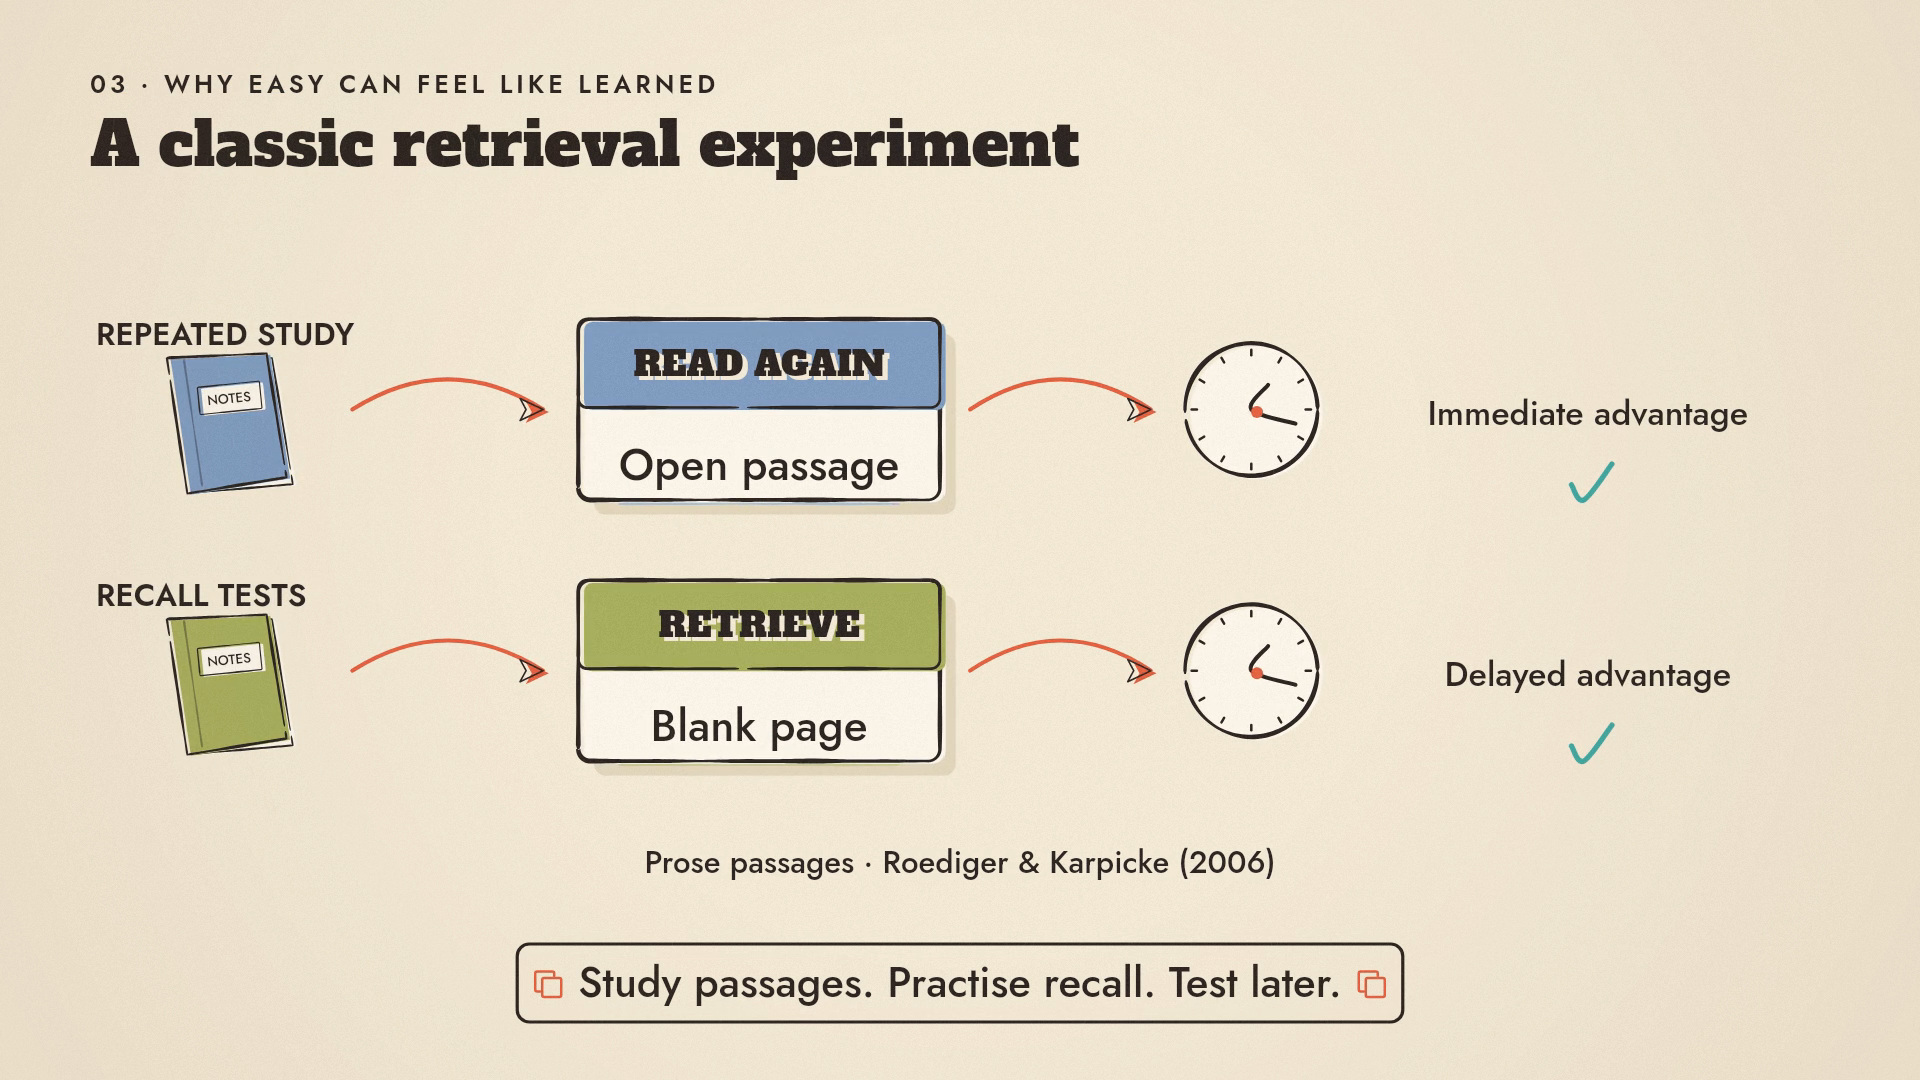 03 · WHY EASY CAN FEEL LIKE LEARNED
A classic retrieval experiment
REPEATED STUDY
NOTES
READ AGAIN
Open passage
Immediate advantage
RECALL TESTS
NOTES
RETRIEVE
Blank page
Delayed advantage
Prose passages · Roediger & Karpicke (2006)
Study passages. Practise recall. Test later.